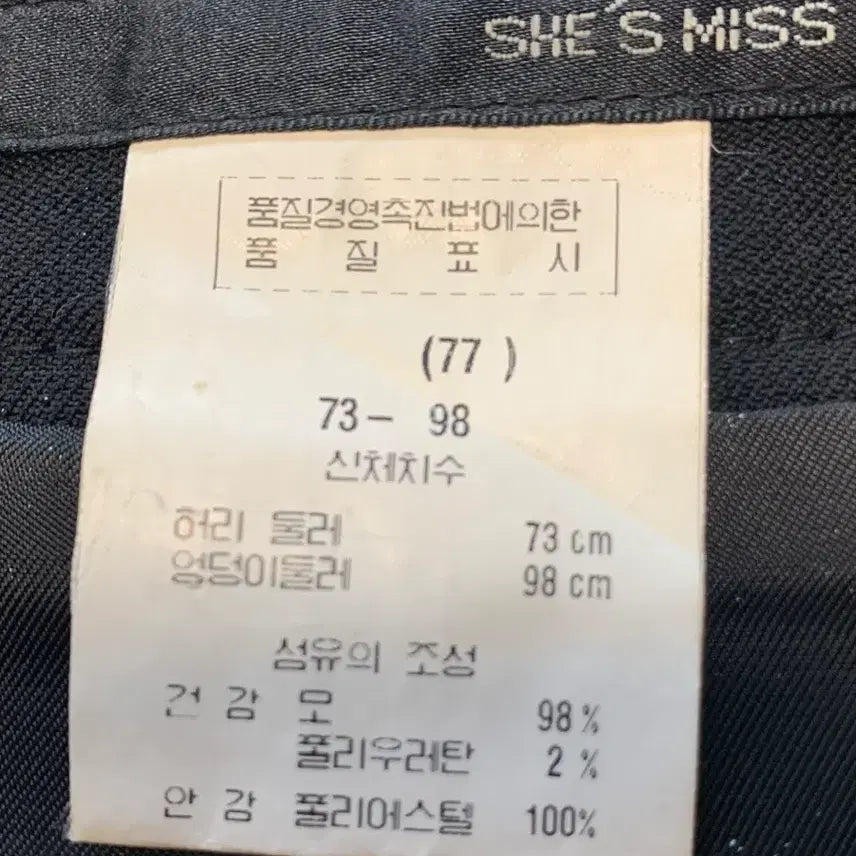 SHE'S MISS
품질경영촉진법에의한
품 질 표 시
(77 )
73- 98
신체치수
허리 둘레 73 cm
엉덩이둘레 98 cm
섬유의 조성
건 감 모 98 %
폴리우레탄 2 %
안 감 폴리어스털 100%